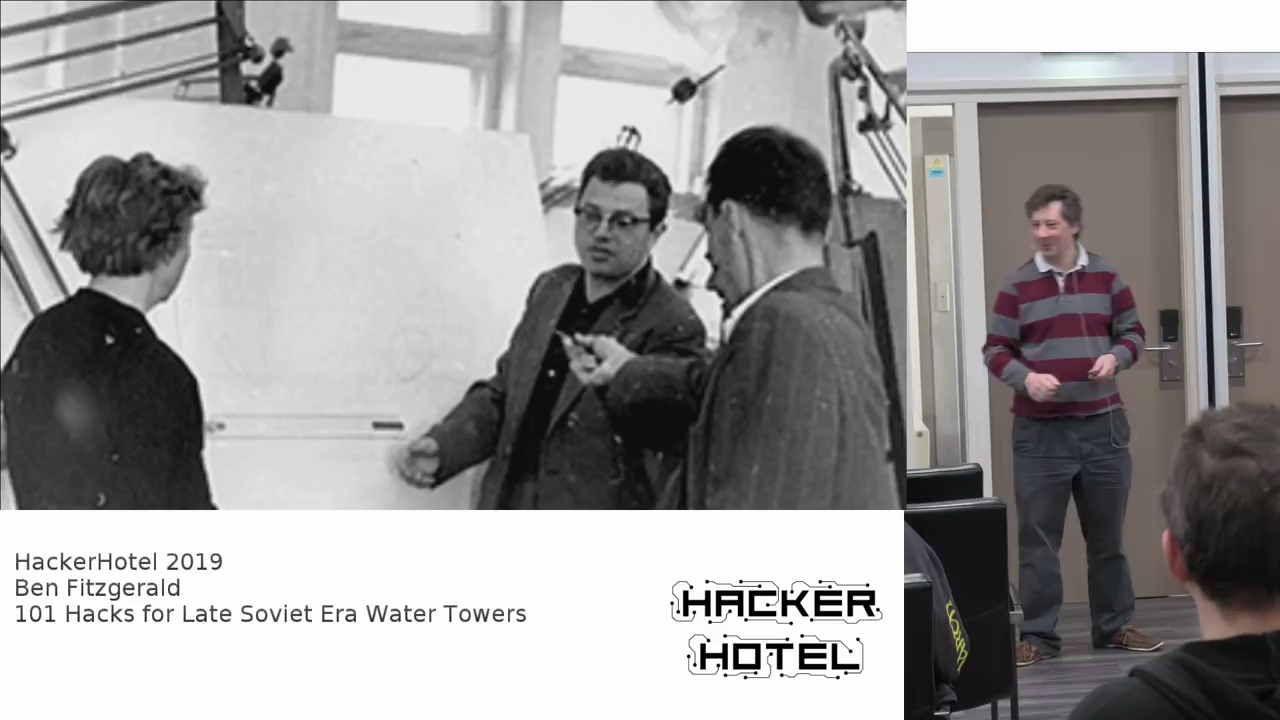 HackerHotel 2019
Ben Fitzgerald
101 Hacks for Late Soviet Era Water Towers
HACKER
HOTEL